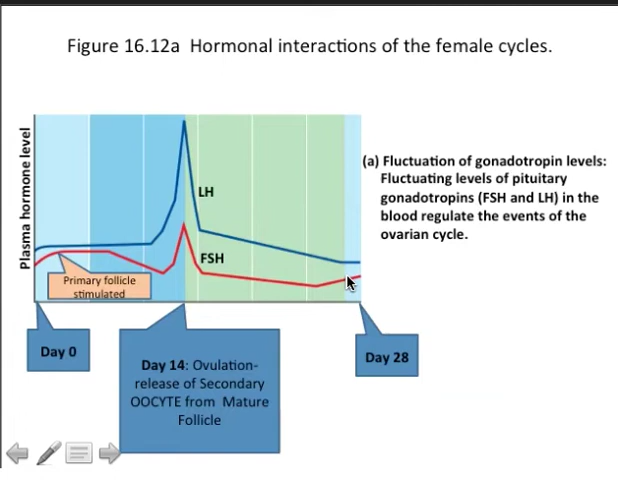 Figure 16.12a  Hormonal interactions of the female cycles.
Plasma hormone level
LH
FSH
Primary follicle
stimulated
(a) Fluctuation of gonadotropin levels:
Fluctuating levels of pituitary
gonadotropins (FSH and LH) in the
blood regulate the events of the
ovarian cycle.
Day 0
Day 14: Ovulation-
release of Secondary
OOCYTE from  Mature
Follicle
Day 28